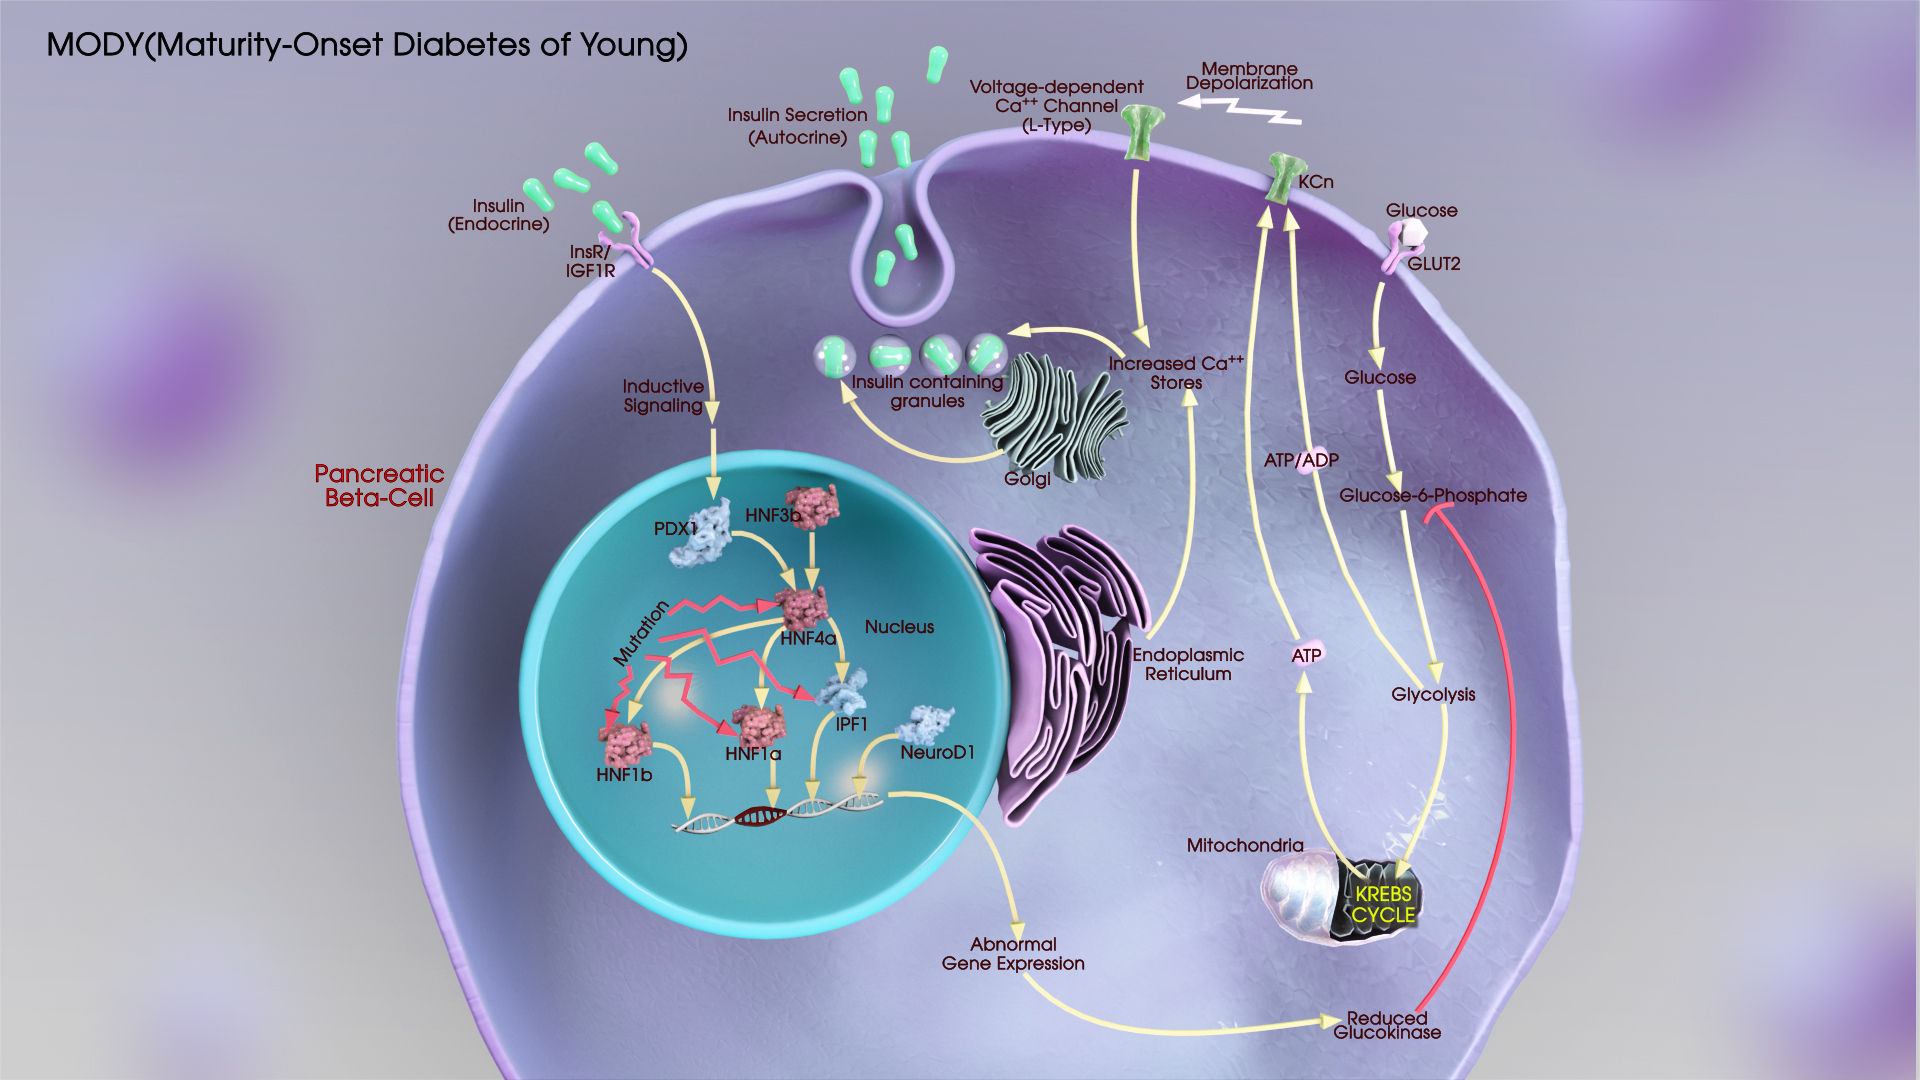 MODY(Maturity-Onset Diabetes of Young)
Membrane
Depolarization
Voltage-dependent
Ca++ Channel
(L-Type)
Insulin Secretion
(Autocrine)
KCn
Insulin
(Endocrine)
Glucose
InsR/
IGF1R
GLUT2
Increased Ca++
Stores
Glucose
Insulin containing
granules
Inductive
Signaling
ATP/ADP
Pancreatic
Beta-Cell
Golgi
Glucose-6-Phosphate
PDX1
HNF3b
Mutation
HNF4a
Nucleus
Endoplasmic
Reticulum
ATP
Glycolysis
IPF1
HNF1a
NeuroD1
HNF1b
Mitochondria
KREBS
CYCLE
Abnormal
Gene Expression
Reduced
Glucokinase